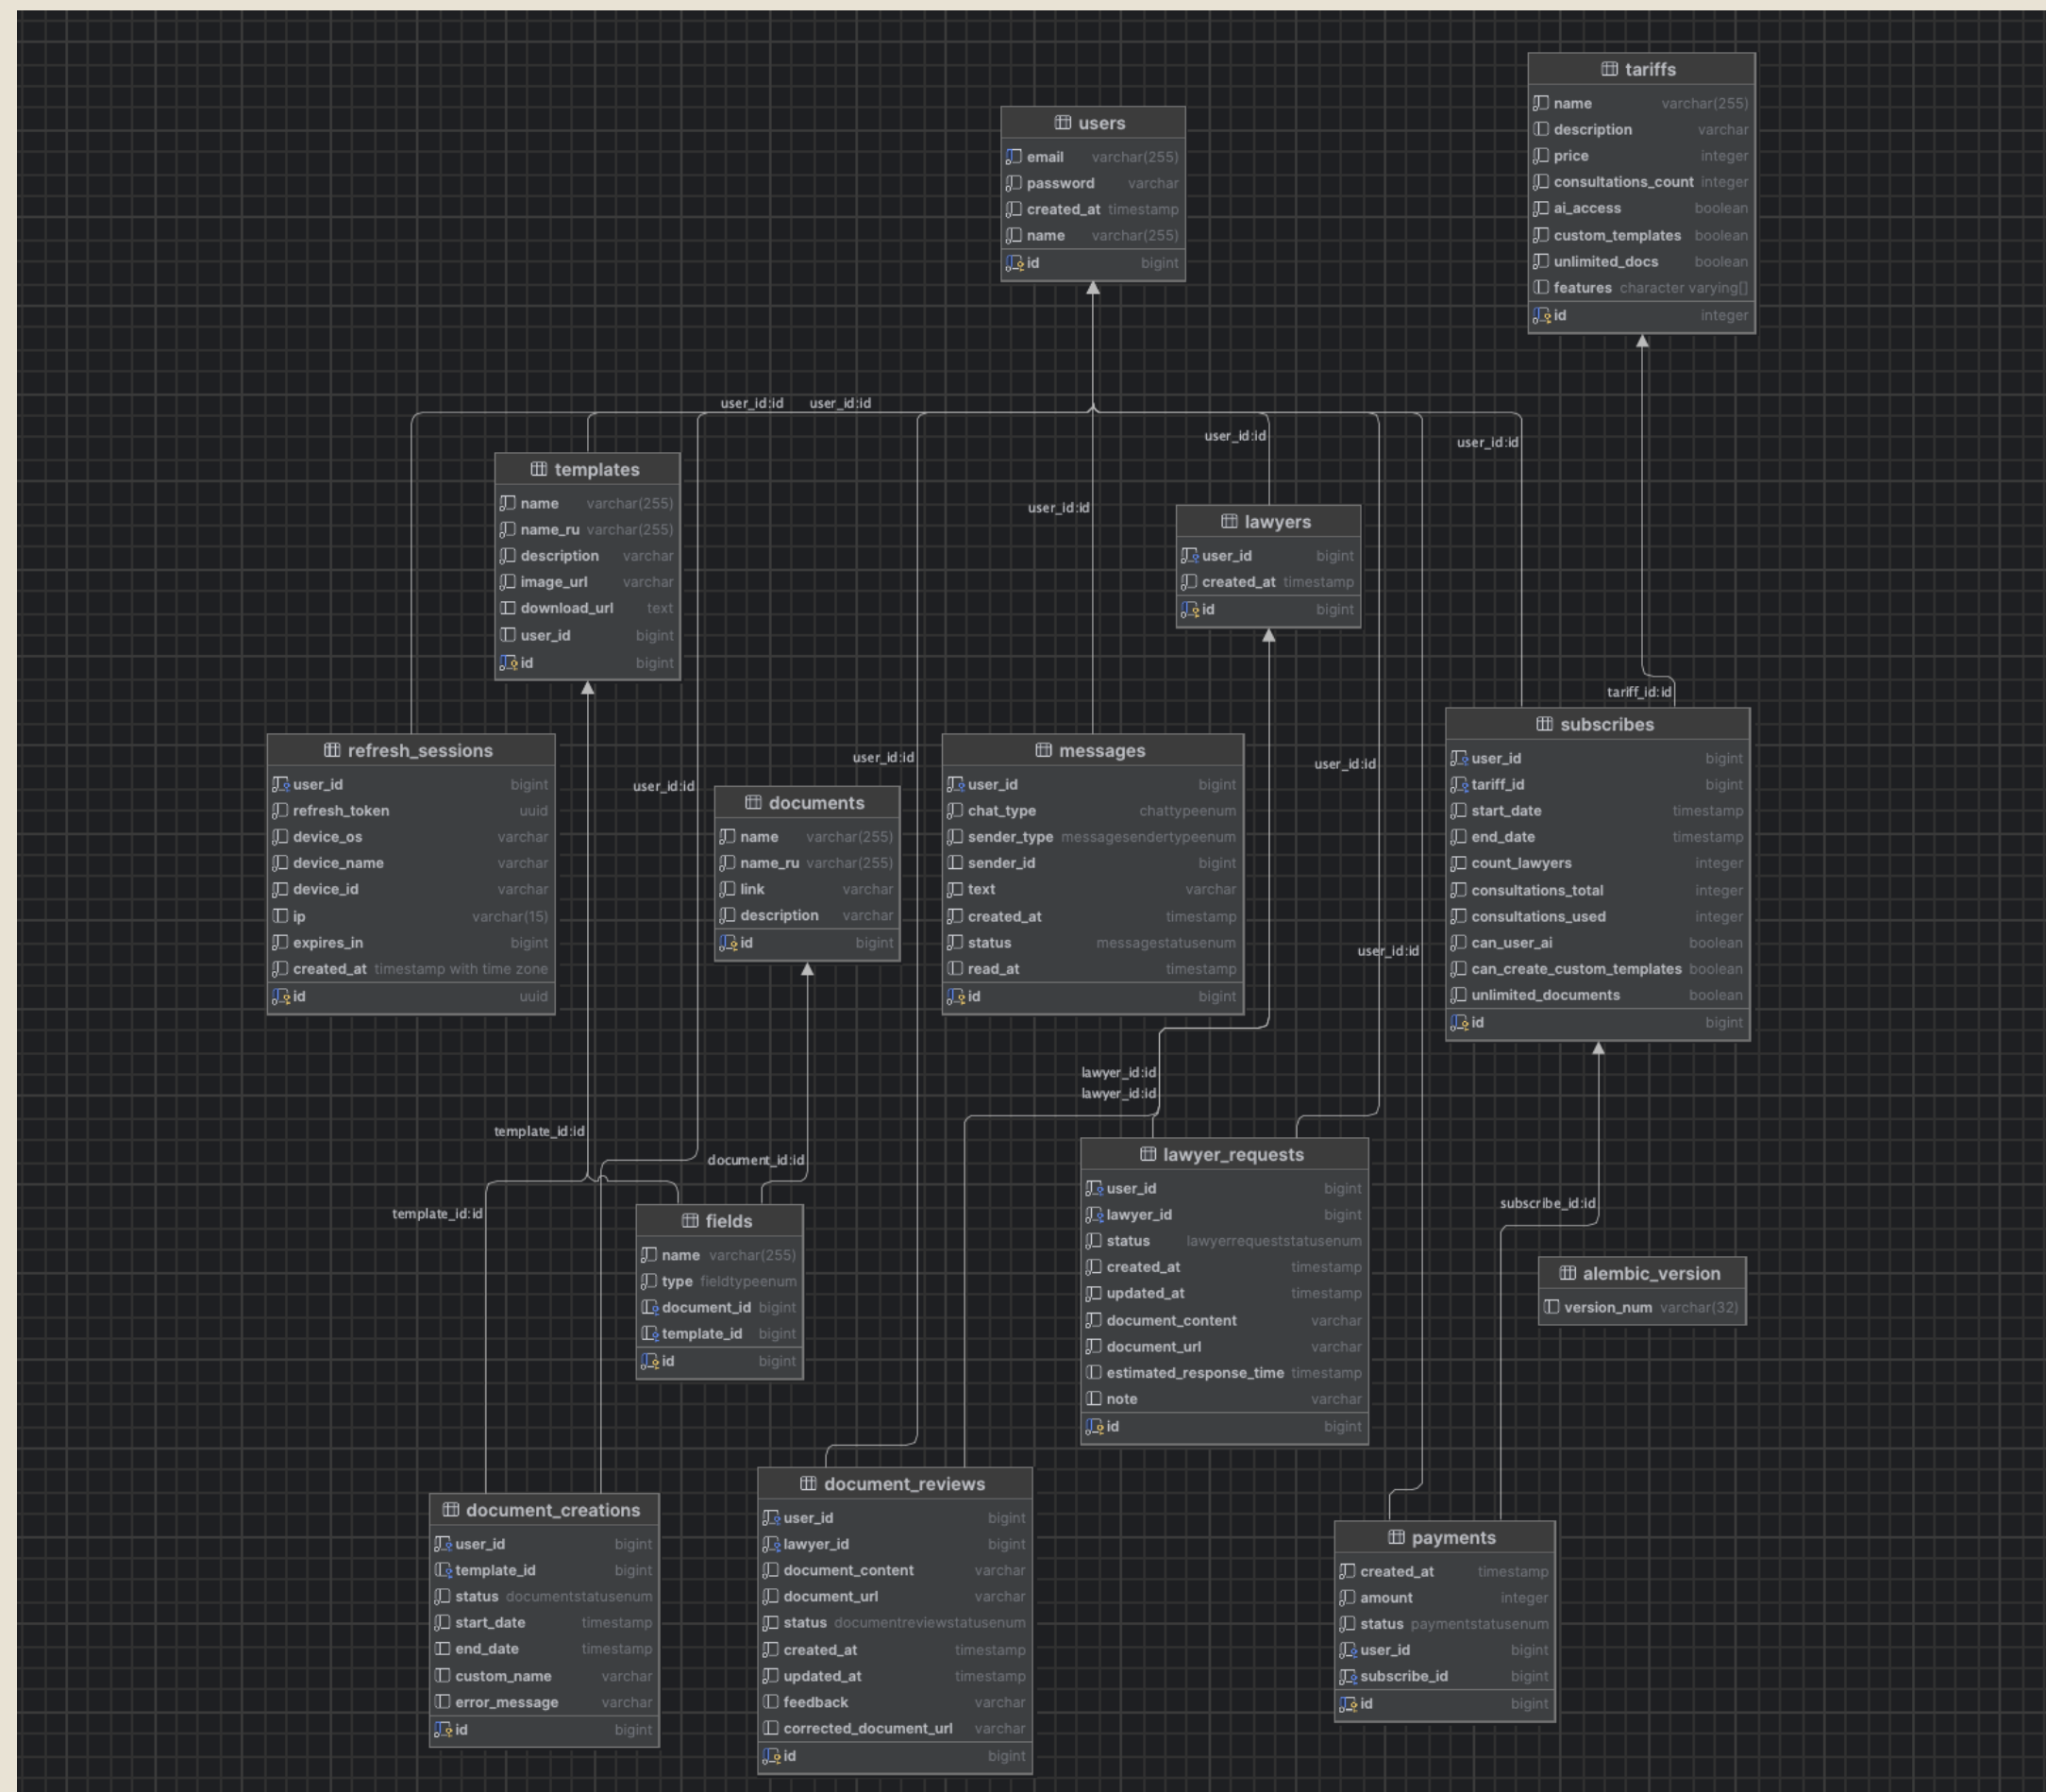 tariffs
name varchar(255)
description varchar
price integer
consultations_count integer
ai_access boolean
custom_templates boolean
unlimited_docs boolean
features character varying[]
id integer
users
email varchar(255)
password varchar
created_at timestamp
name varchar(255)
id bigint
user_id:id user_id:id
user_id:id
user_id:id
user_id:id
templates
name varchar(255)
name_ru varchar(255)
description varchar
image_url varchar
download_url text
user_id bigint
id bigint
lawyers
user_id bigint
created_at timestamp
id bigint
tariff_id:id
refresh_sessions
user_id bigint
refresh_token uuid
device_os varchar
device_name varchar
device_id varchar
ip varchar(15)
expires_in bigint
created_at timestamp with time zone
id uuid
user_id:id
user_id:id
documents
name varchar(255)
name_ru varchar(255)
link varchar
description varchar
id bigint
messages
user_id bigint
chat_type chattypeenum
sender_type messagesendertypeenum
sender_id bigint
text varchar
created_at timestamp
status messagestatusenum
read_at timestamp
id bigint
user_id:id
user_id:id
subscribes
user_id bigint
tariff_id bigint
start_date timestamp
end_date timestamp
count_lawyers integer
consultations_total integer
consultations_used integer
can_user_ai boolean
can_create_custom_templates boolean
unlimited_documents boolean
id bigint
lawyer_id:id
lawyer_id:id
template_id:id
document_id:id
template_id:id
subscribe_id:id
fields
name varchar(255)
type fieldtypeenum
document_id bigint
template_id bigint
id bigint
lawyer_requests
user_id bigint
lawyer_id bigint
status lawyerrequeststatusenum
created_at timestamp
updated_at timestamp
document_content varchar
document_url varchar
estimated_response_time timestamp
note varchar
id bigint
alembic_version
version_num varchar(32)
document_creations
user_id bigint
template_id bigint
status documentstatusenum
start_date timestamp
end_date timestamp
custom_name varchar
error_message varchar
id bigint
document_reviews
user_id bigint
lawyer_id bigint
document_content varchar
document_url varchar
status documentreviewstatusenum
created_at timestamp
updated_at timestamp
feedback varchar
corrected_document_url varchar
id bigint
payments
created_at timestamp
amount integer
status paymentstatusenum
user_id bigint
subscribe_id bigint
id bigint